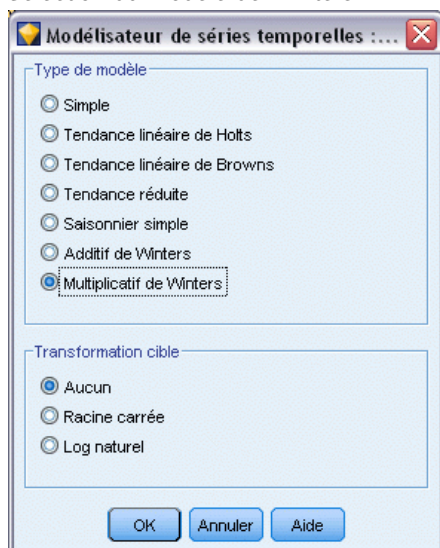 Modélisateur de séries temporelles :...
Type de modèle
Simple
Tendance linéaire de Holts
Tendance linéaire de Browns
Tendance réduite
Saisonnier simple
Additif de Winters
Multiplicatif de Winters
Transformation cible
Aucun
Racine carrée
Log naturel
OK Annuler Aide